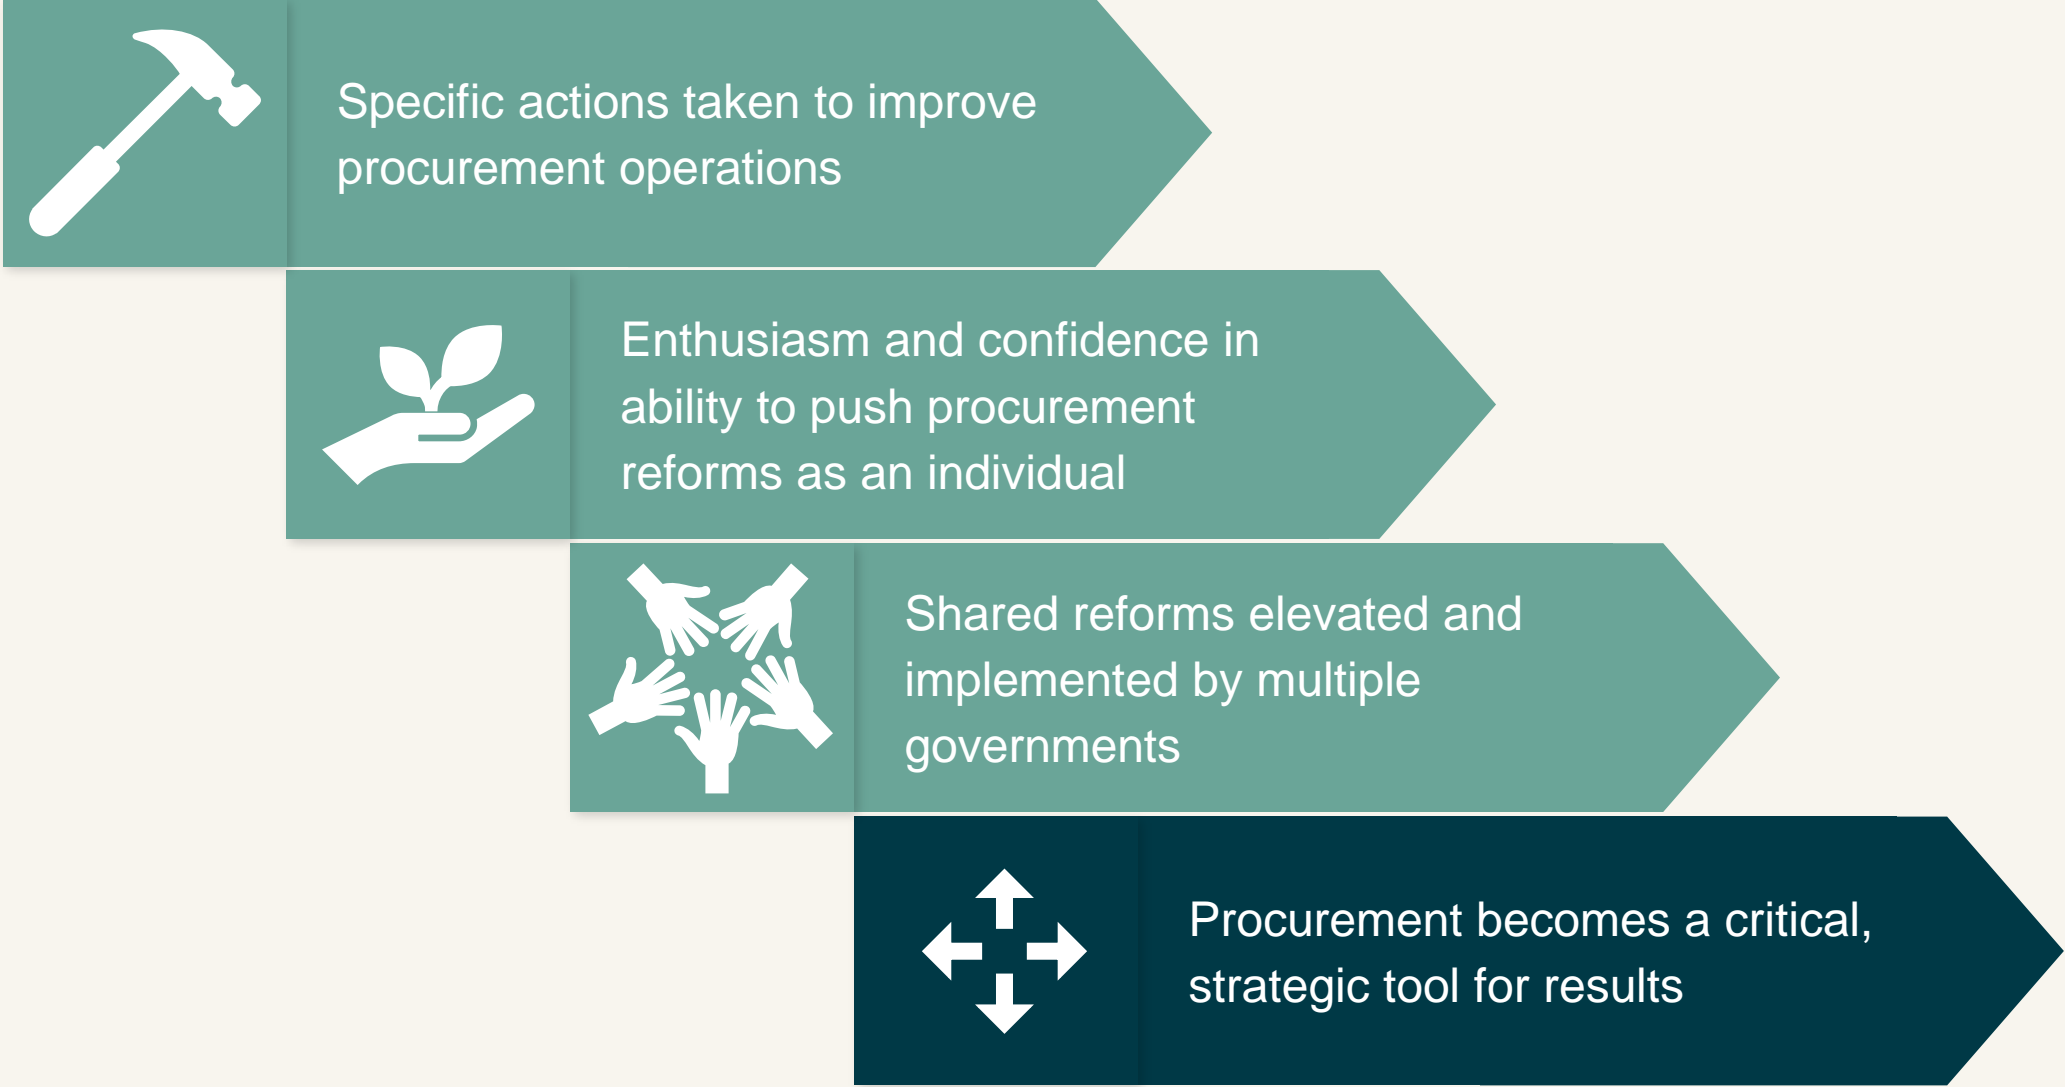 Specific actions taken to improve
procurement operations
Enthusiasm and confidence in
ability to push procurement
reforms as an individual
Shared reforms elevated and
implemented by multiple
governments
Procurement becomes a critical,
strategic tool for results